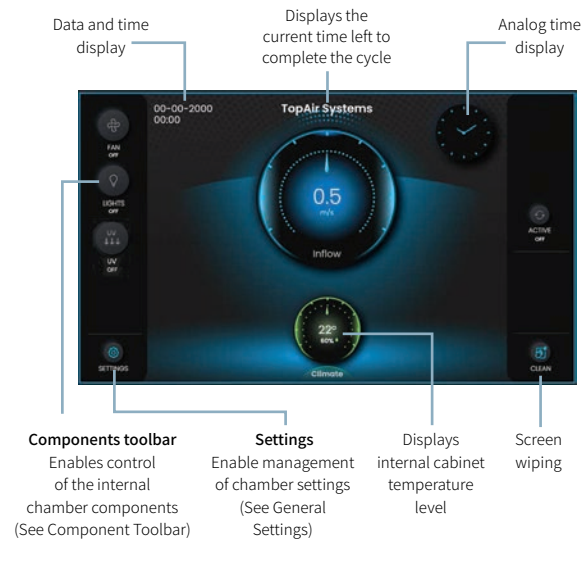 Data and time
display
Displays the
current time left to
complete the cycle
Analog time
display
00-00-2000
00:00
TopAir Systems
FAN
OFF
LIGHTS
OFF
UV
UV
OFF
SETTINGS
0.5
m/s
Inflow
22°
60%
Climate
ACTIVE
OFF
CLEAN
Components toolbar
Enables control
of the internal
chamber components
(See Component Toolbar)
Settings
Enable management
of chamber settings
(See General
Settings)
Displays
internal cabinet
temperature
level
Screen
wiping